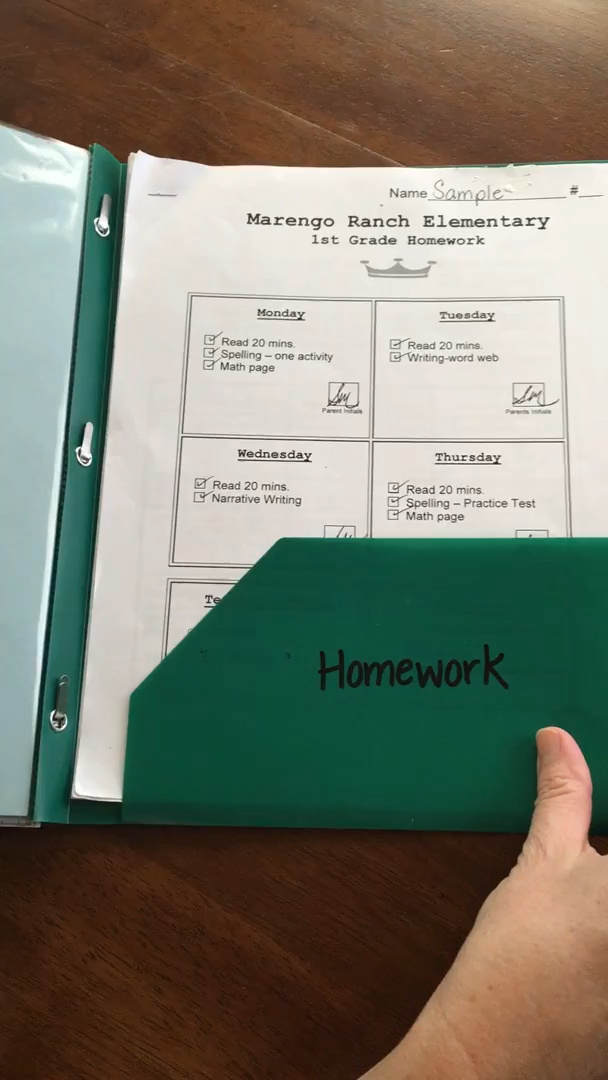 Name Sample #
Marengo Ranch Elementary
1st Grade Homework
Monday
Read 20 mins.
Spelling – one activity
Math page
Parent Initials
Tuesday
Read 20 mins.
Writing-word web
Parents Initials
Wednesday
Read 20 mins.
Narrative Writing
Thursday
Read 20 mins.
Spelling – Practice Test
Math page
Te
Homework